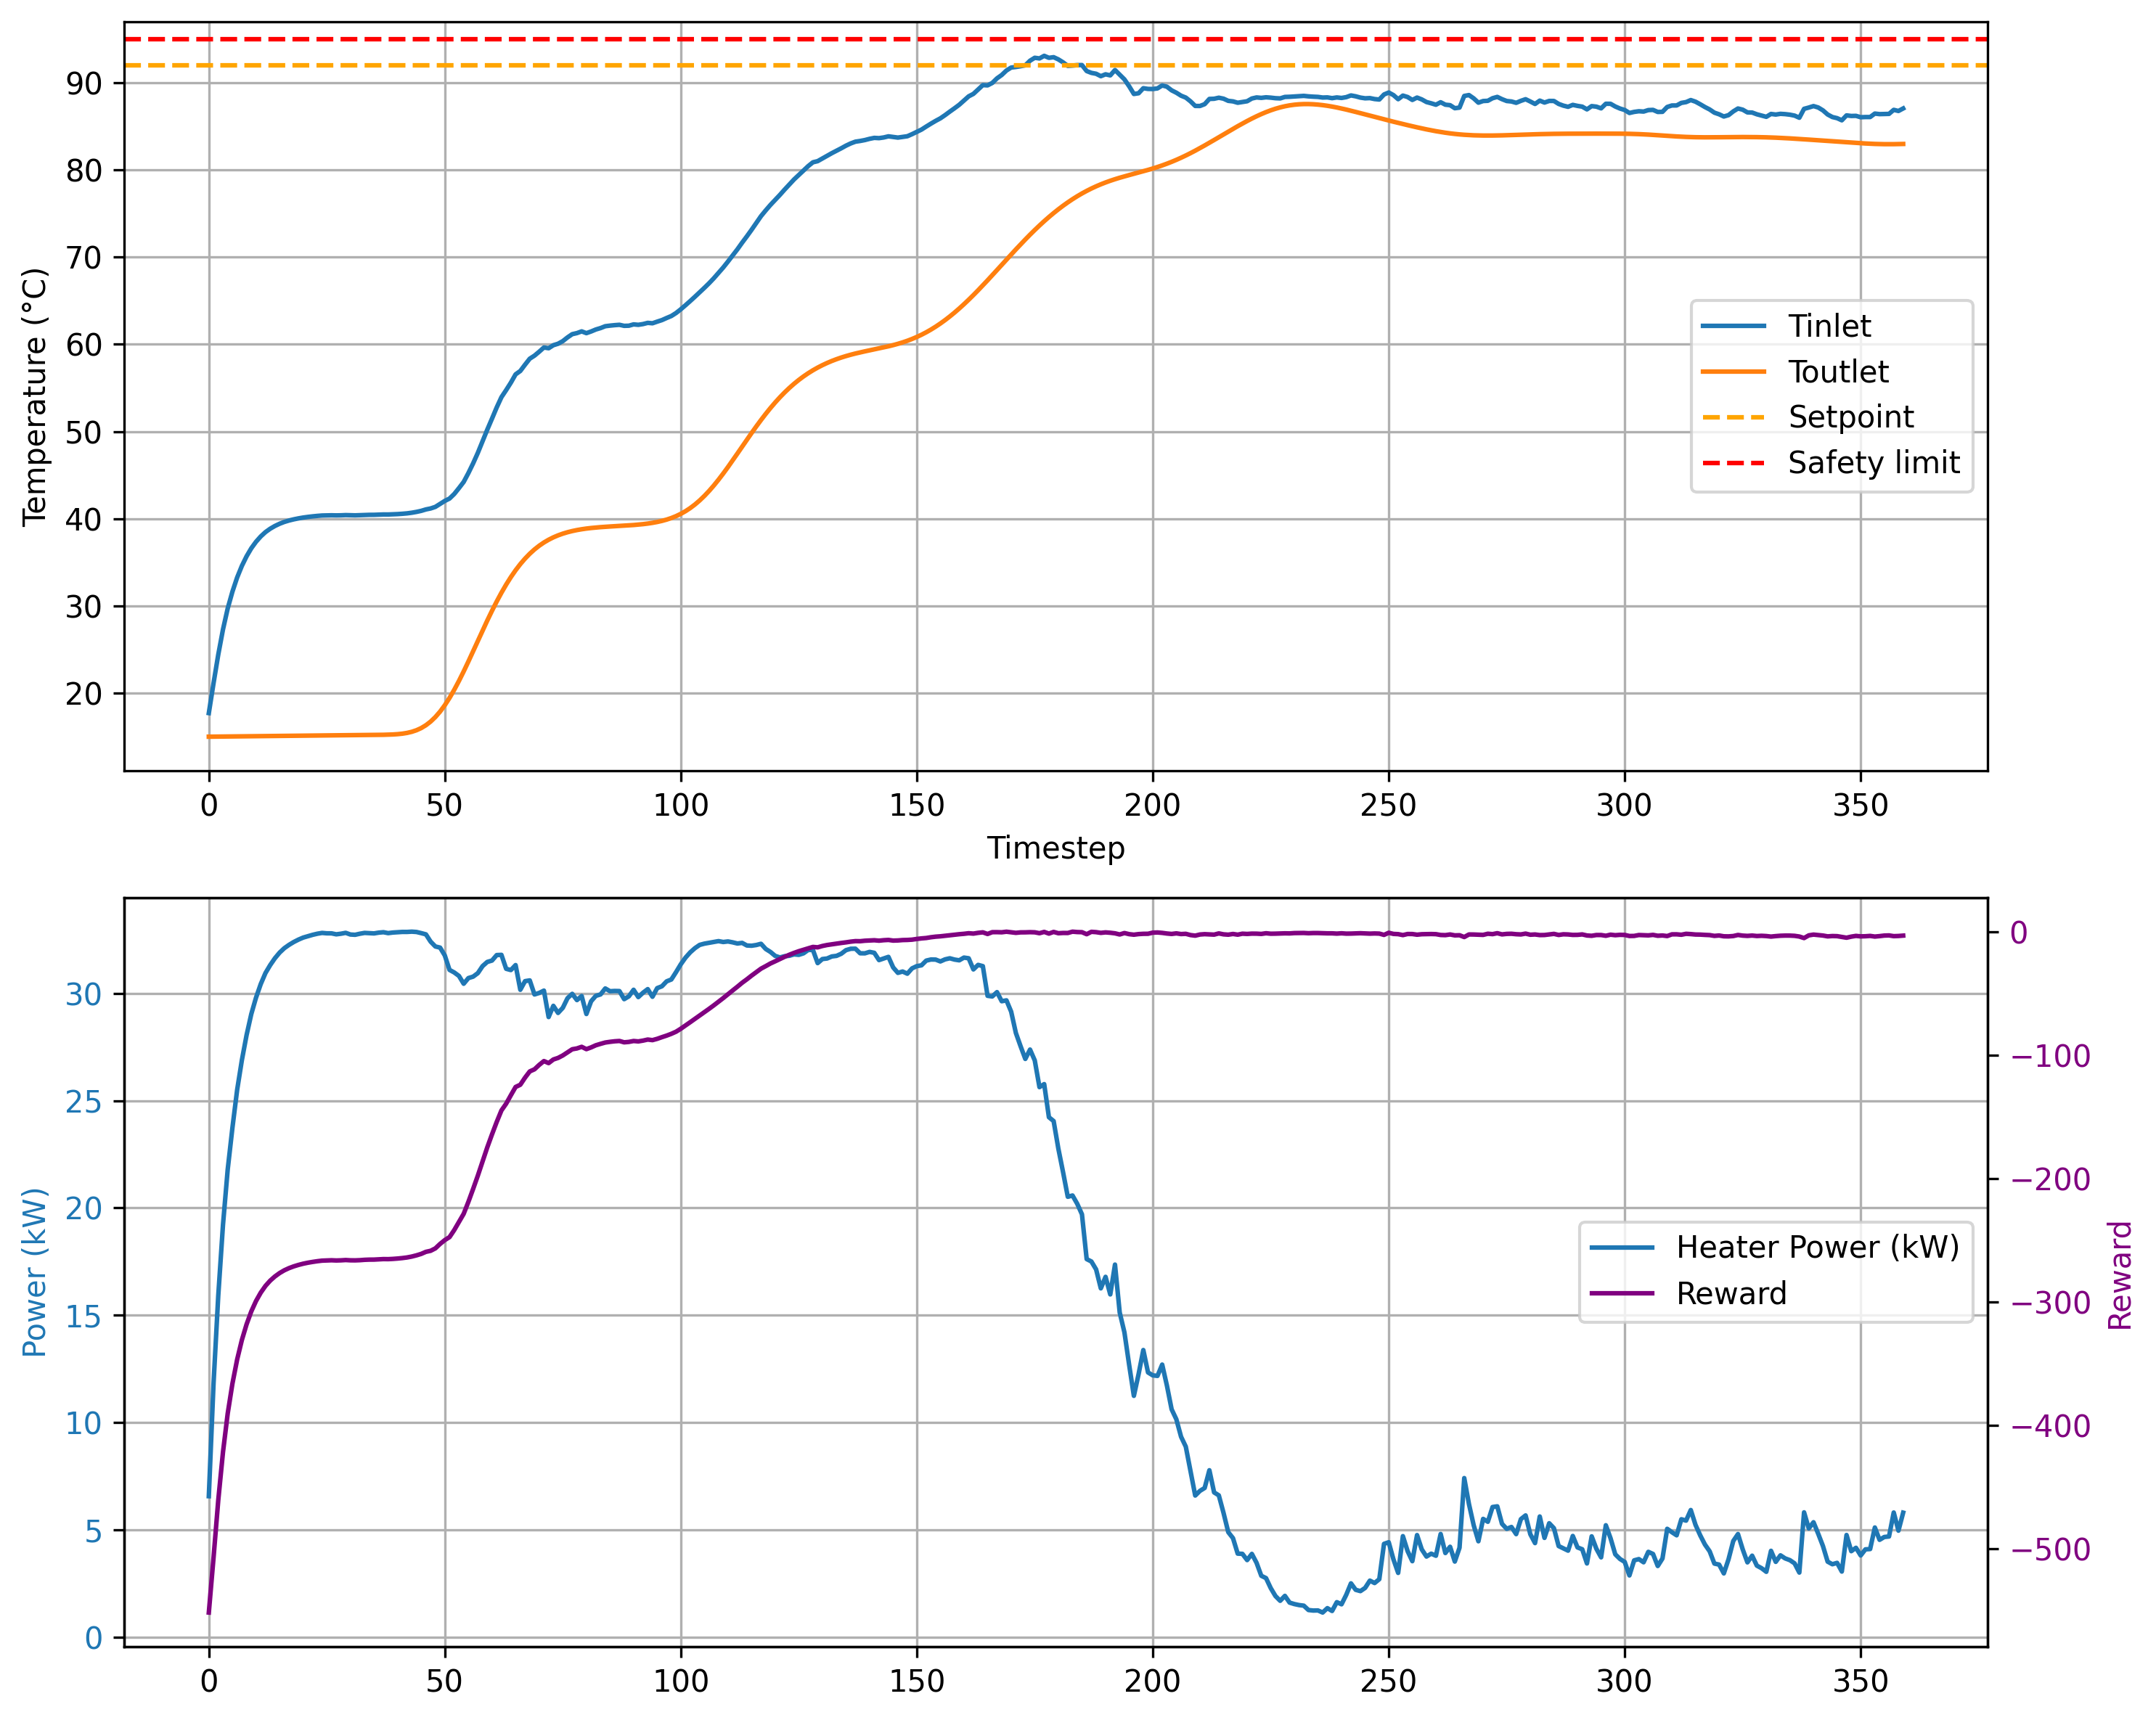 90
80
70
60
50
40
30
20
Temperature (°C)
Tinlet
Toutlet
Setpoint
Safety limit
0 50 100 150 200 250 300 350
Timestep
30
25
20
15
10
5
0
Power (kW)
Heater Power (kW)
Reward
0
−100
−200
−300
−400
−500
Reward
0 50 100 150 200 250 300 350